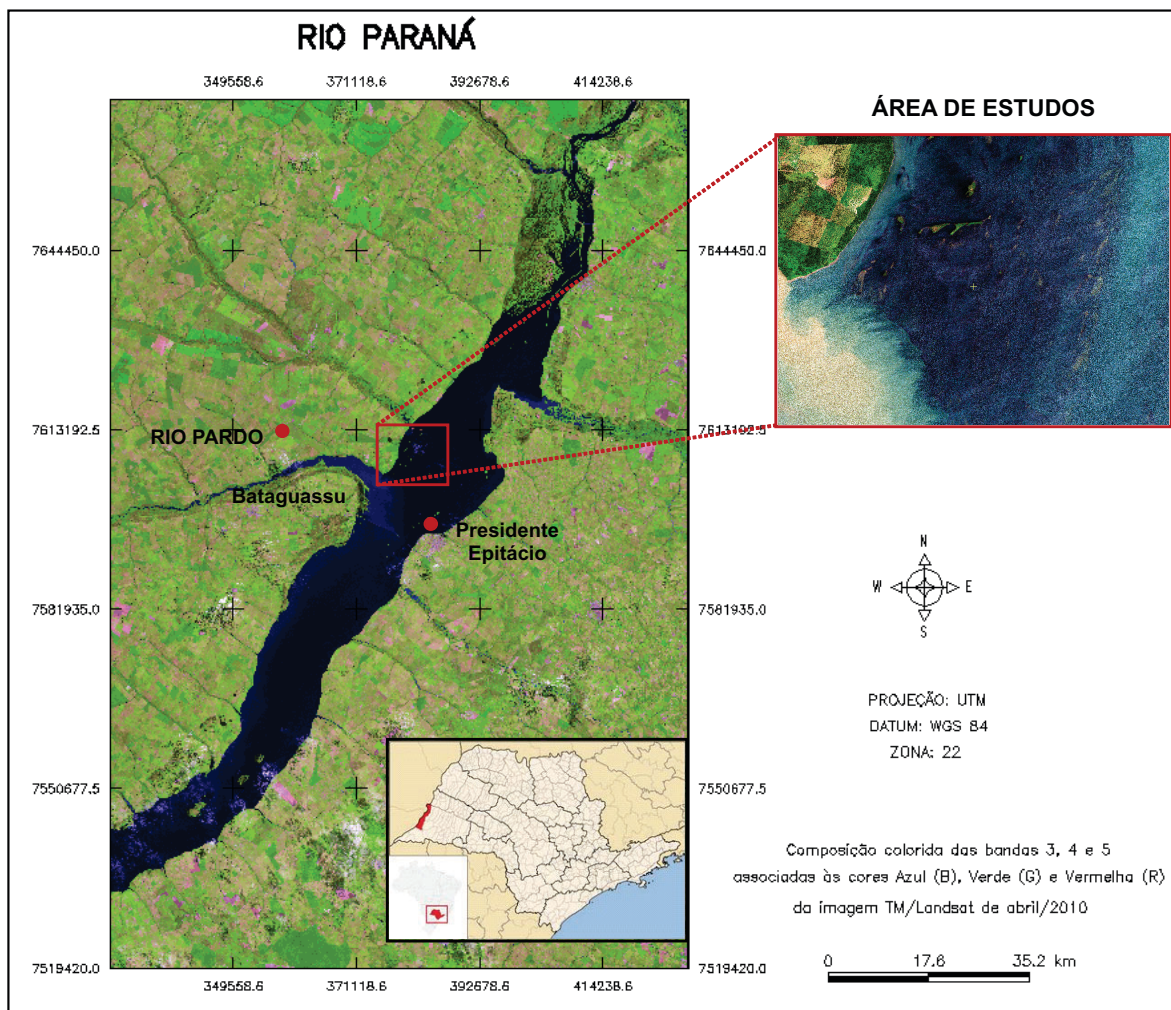 RIO PARANÁ
349558.6 371118.6 392678.6 414238.6
ÁREA DE ESTUDOS
7644450.0 7644450.0
7613192.5 7613192.5
RIO PARDO
Bataguassu
Presidente
Epitácio
N
W E
S
7581935.0 7581935.0
PROJEÇÃO: UTM
DATUM: WGS 84
ZONA: 22
7550677.5 7550677.5
Composição colorida das bandas 3, 4 e 5
associadas às cores Azul (B), Verde (G) e Vermelha (R)
da imagem TM/Landsat de abril/2010
0 17.6 35.2 km
7519420.0 7519420.0
349558.6 371118.6 392678.6 414238.6